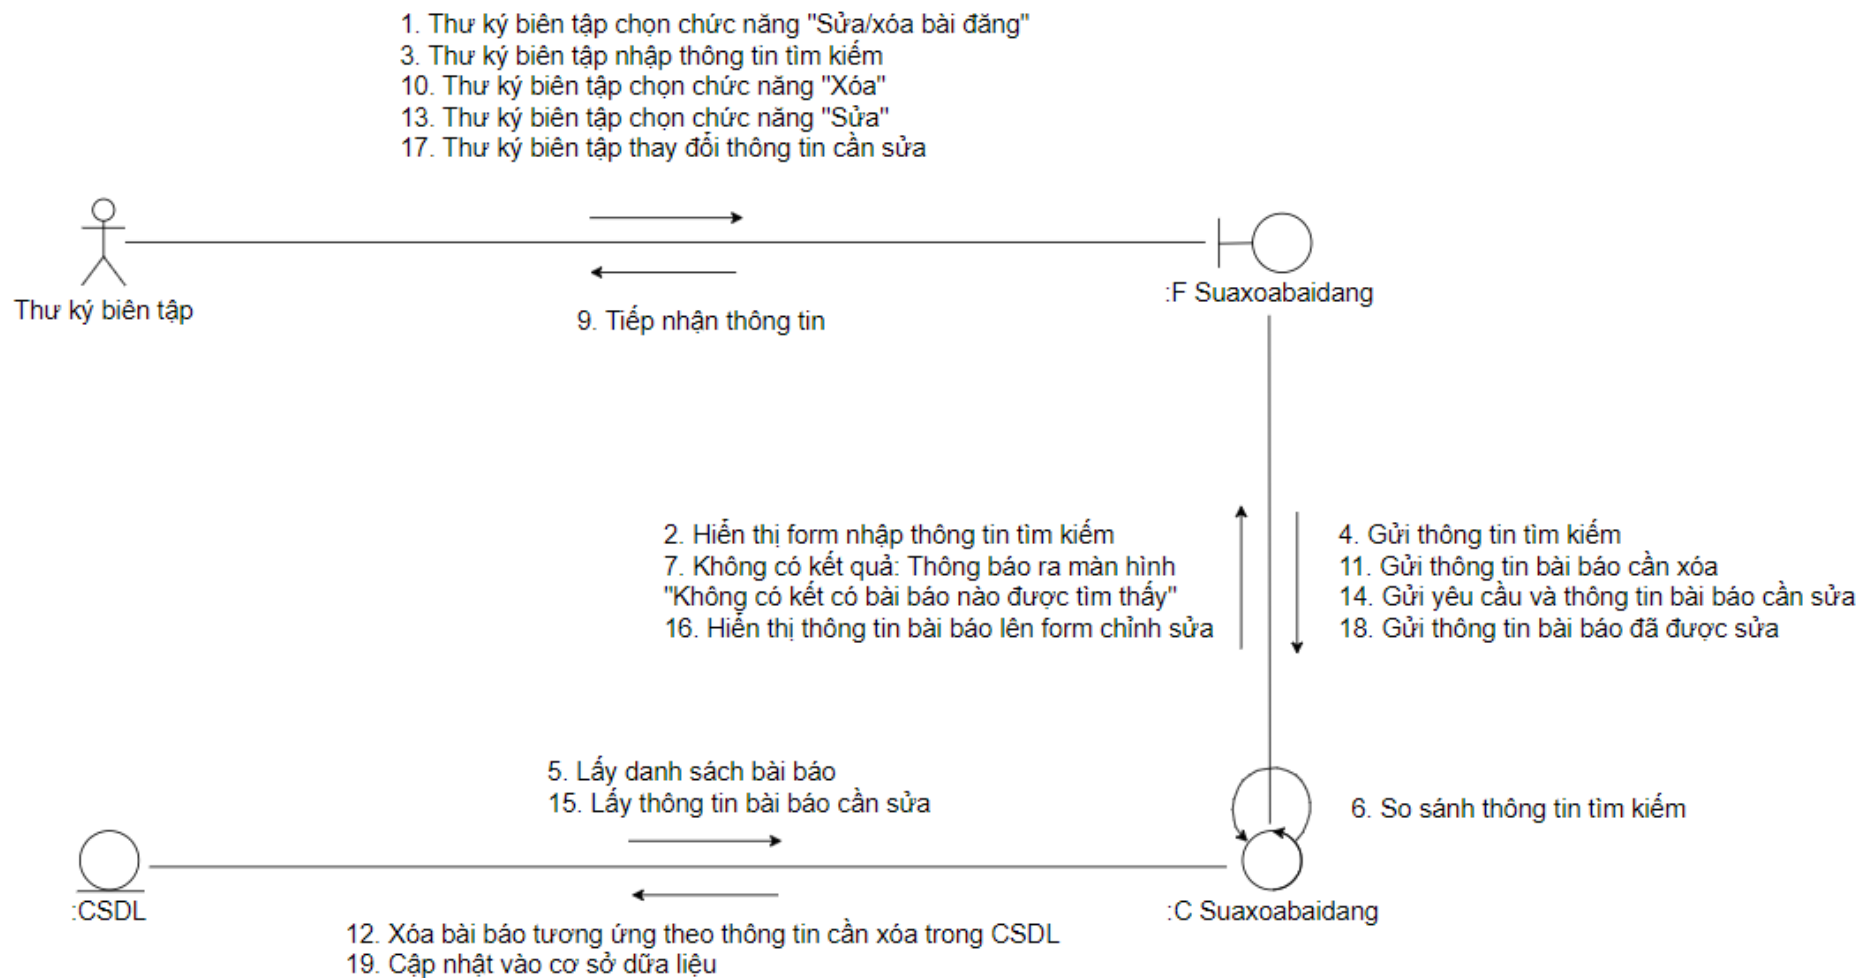 1. Thư ký biên tập chọn chức năng "Sửa/xóa bài đăng"
3. Thư ký biên tập nhập thông tin tìm kiếm
10. Thư ký biên tập chọn chức năng "Xóa"
13. Thư ký biên tập chọn chức năng "Sửa"
17. Thư ký biên tập thay đổi thông tin cần sửa
Thư ký biên tập
:F Suaxoabaidang
9. Tiếp nhận thông tin
2. Hiển thị form nhập thông tin tìm kiếm
7. Không có kết quả: Thông báo ra màn hình
"Không có kết có bài báo nào được tìm thấy"
16. Hiển thị thông tin bài báo lên form chỉnh sửa
4. Gửi thông tin tìm kiếm
11. Gửi thông tin bài báo cần xóa
14. Gửi yêu cầu và thông tin bài báo cần sửa
18. Gửi thông tin bài báo đã được sửa
5. Lấy danh sách bài báo
15. Lấy thông tin bài báo cần sửa
6. So sánh thông tin tìm kiếm
:CSDL
:C Suaxoabaidang
12. Xóa bài báo tương ứng theo thông tin cần xóa trong CSDL
19. Cập nhật vào cơ sở dữa liệu